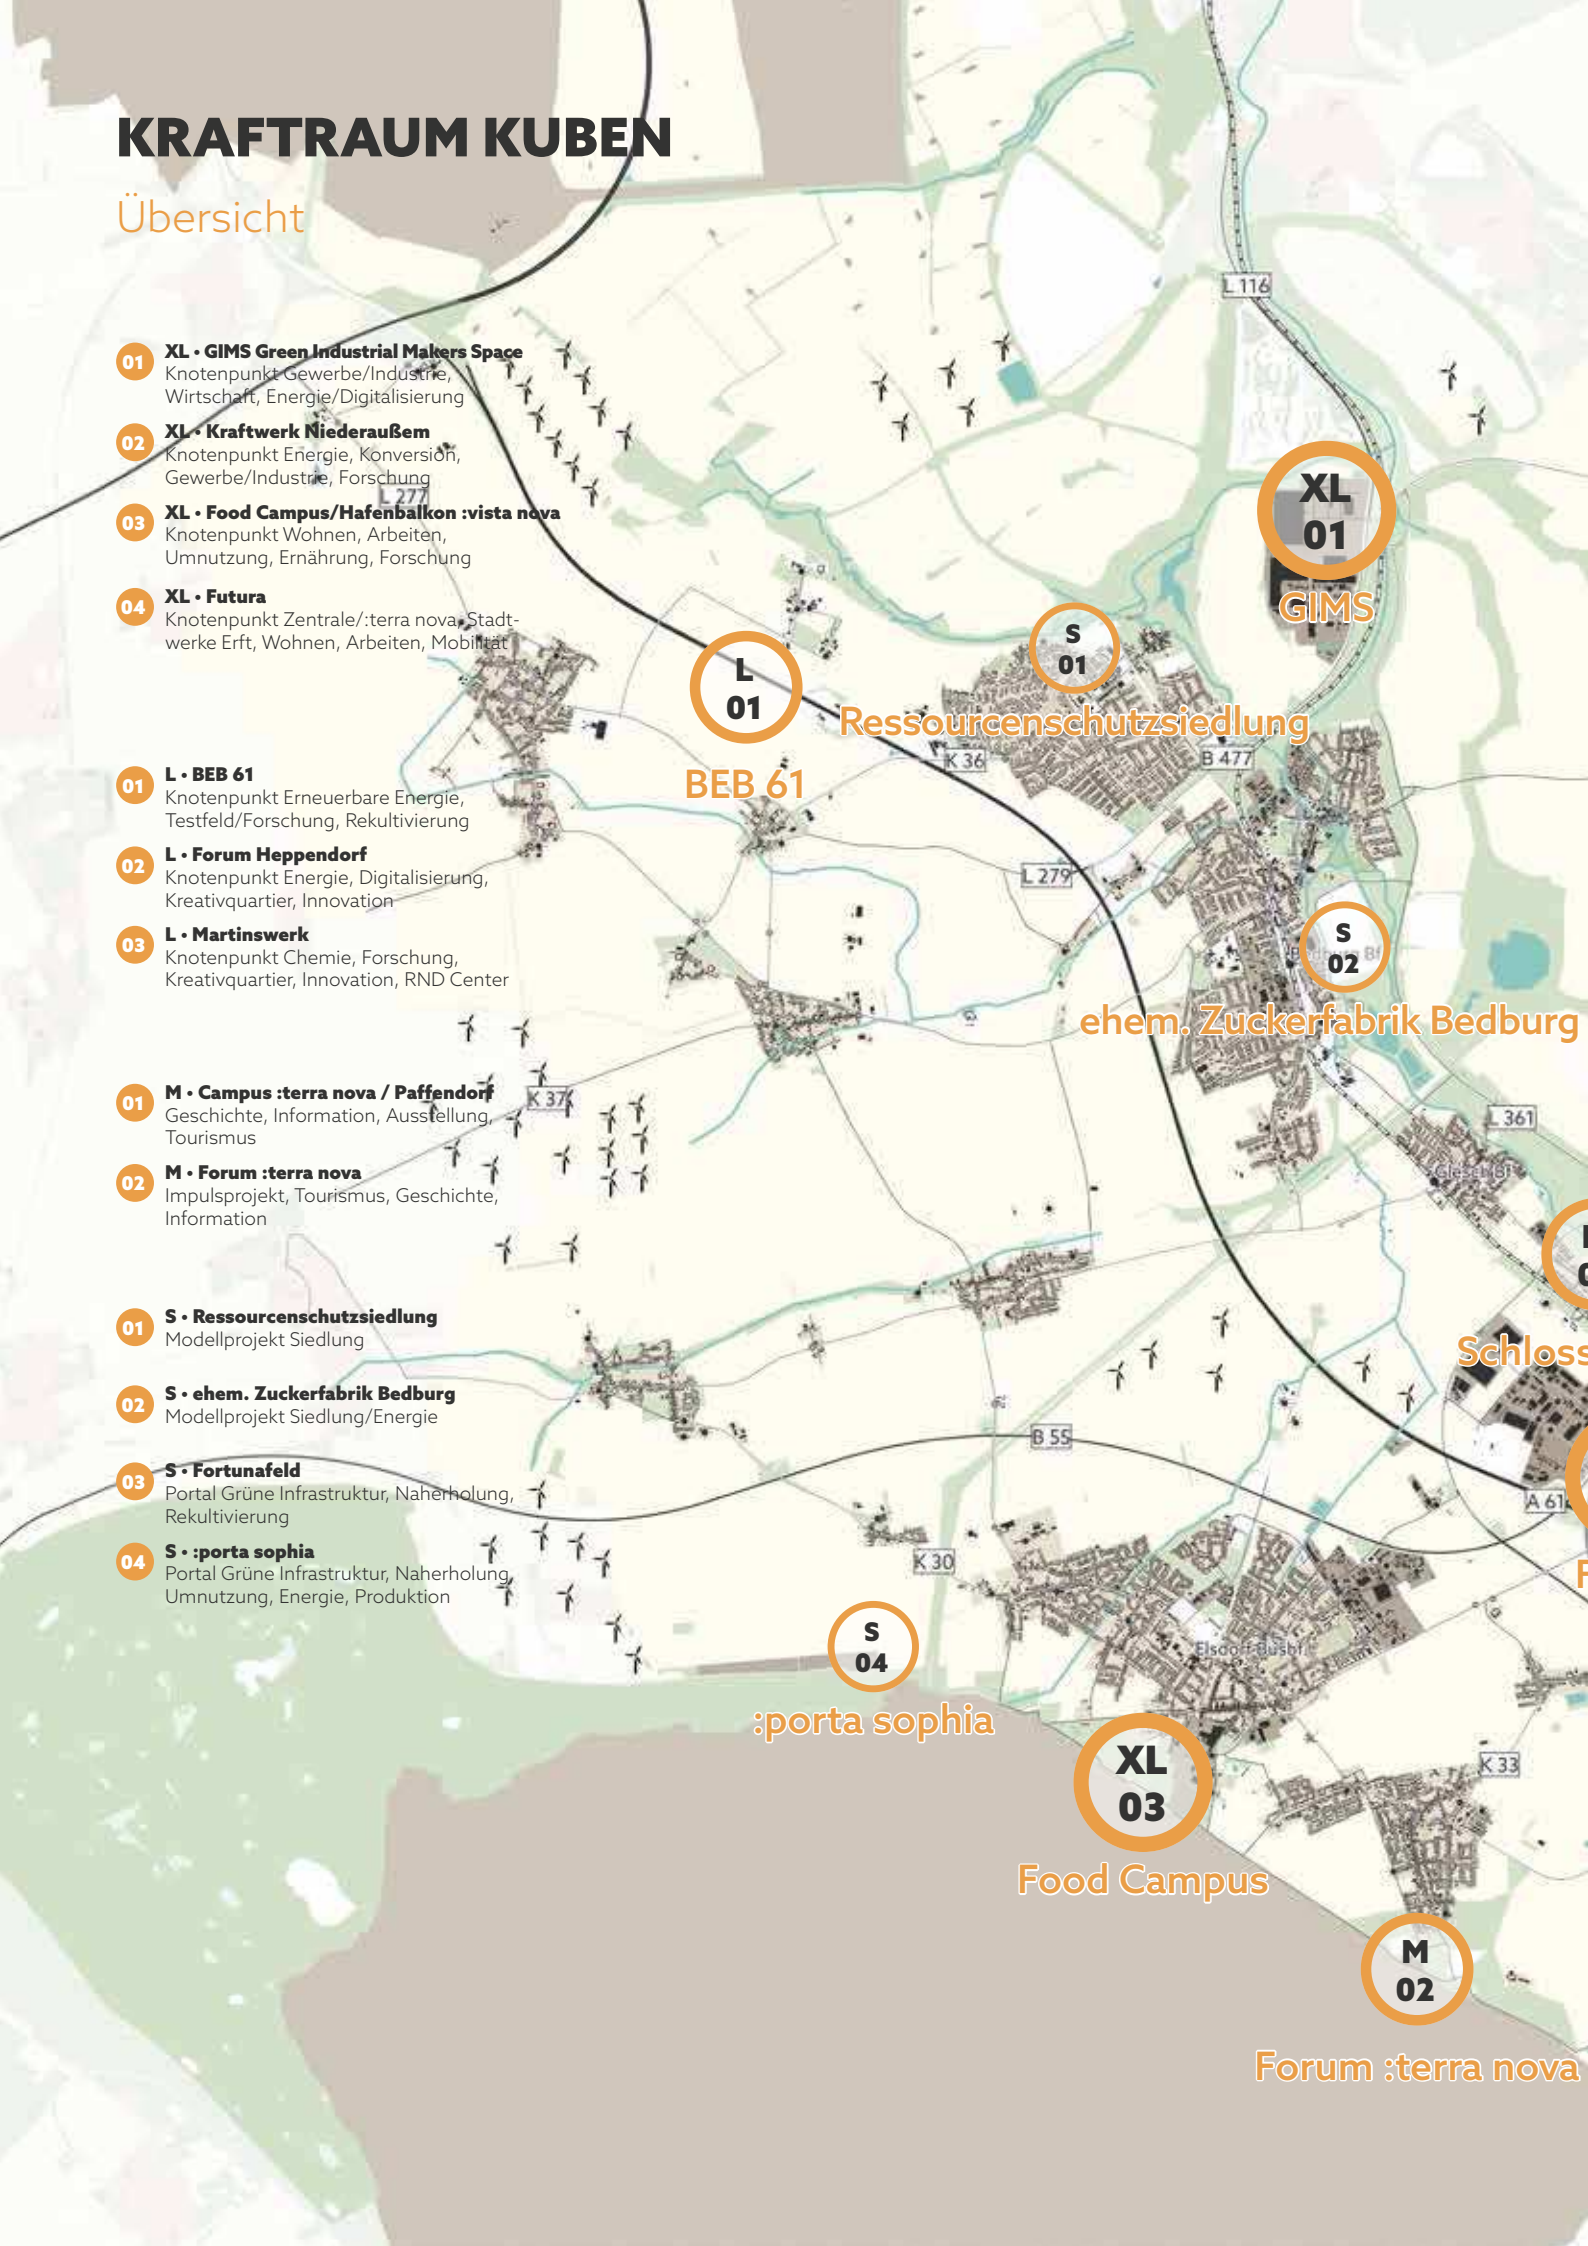 KRAFTRAUM KUBEN
Übersicht
01
XL • GIMS Green Industrial Makers Space
Knotenpunkt Gewerbe/Industrie,
Wirtschaft, Energie/Digitalisierung
02
XL • Kraftwerk Niederaußem
Knotenpunkt Energie, Konversion,
Gewerbe/Industrie, Forschung
03
XL • Food Campus/Hafenbalkon :vista nova
Knotenpunkt Wohnen, Arbeiten,
Umnutzung, Ernährung, Forschung
04
XL • Futura
Knotenpunkt Zentrale/:terra nova, Stadt-
werke Erft, Wohnen, Arbeiten, Mobilität
01
L • BEB 61
Knotenpunkt Erneuerbare Energie,
Testfeld/Forschung, Rekultivierung
02
L • Forum Heppendorf
Knotenpunkt Energie, Digitalisierung,
Kreativquartier, Innovation
03
L • Martinswerk
Knotenpunkt Chemie, Forschung,
Kreativquartier, Innovation, RND Center
01
M • Campus :terra nova / Paffendorf
Geschichte, Information, Ausstellung,
Tourismus
02
M • Forum :terra nova
Impulsprojekt, Tourismus, Geschichte,
Information
01
S • Ressourcenschutzsiedlung
Modellprojekt Siedlung
02
S • ehem. Zuckerfabrik Bedburg
Modellprojekt Siedlung/Energie
03
S • Fortunafeld
Portal Grüne Infrastruktur, Naherholung,
Rekultivierung
04
S • :porta sophia
Portal Grüne Infrastruktur, Naherholung,
Umnutzung, Energie, Produktion
L 116
L 277
XL
01
GIMS
S
01
Ressourcenschutzsiedlung
L
01
BEB 61
K 36
B 477
L 279
S
02
ehem. Zuckerfabrik Bedburg
K 37
L 361
Schloss
B 55
A 61
K 30
S
04
:porta sophia
XL
03
Food Campus
K 33
M
02
Forum :terra nova